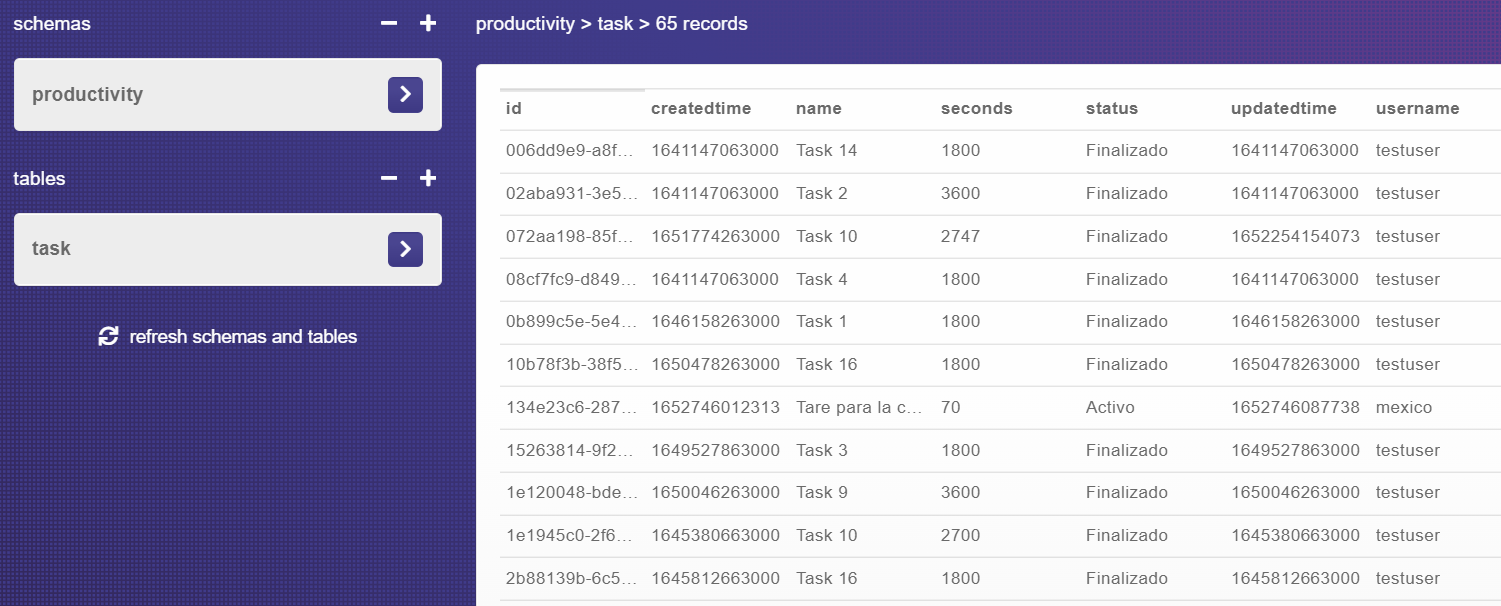 schemas
productivity
tables
task
refresh schemas and tables
productivity > task > 65 records
id createdtime name seconds status updatedtime username
006dd9e9-a8f... 1641147063000 Task 14 1800 Finalizado 1641147063000 testuser
02aba931-3e5... 1641147063000 Task 2 3600 Finalizado 1641147063000 testuser
072aa198-85f... 1651774263000 Task 10 2747 Finalizado 1652254154073 testuser
08cf7fc9-d849... 1641147063000 Task 4 1800 Finalizado 1641147063000 testuser
0b899c5e-5e4... 1646158263000 Task 1 1800 Finalizado 1646158263000 testuser
10b78f3b-38f5... 1650478263000 Task 16 1800 Finalizado 1650478263000 testuser
134e23c6-287... 1652746012313 Tare para la c... 70 Activo 1652746087738 mexico
15263814-9f2... 1649527863000 Task 3 1800 Finalizado 1649527863000 testuser
1e120048-bde... 1650046263000 Task 9 3600 Finalizado 1650046263000 testuser
1e1945c0-2f6... 1645380663000 Task 10 2700 Finalizado 1645380663000 testuser
2b88139b-6c5... 1645812663000 Task 16 1800 Finalizado 1645812663000 testuser